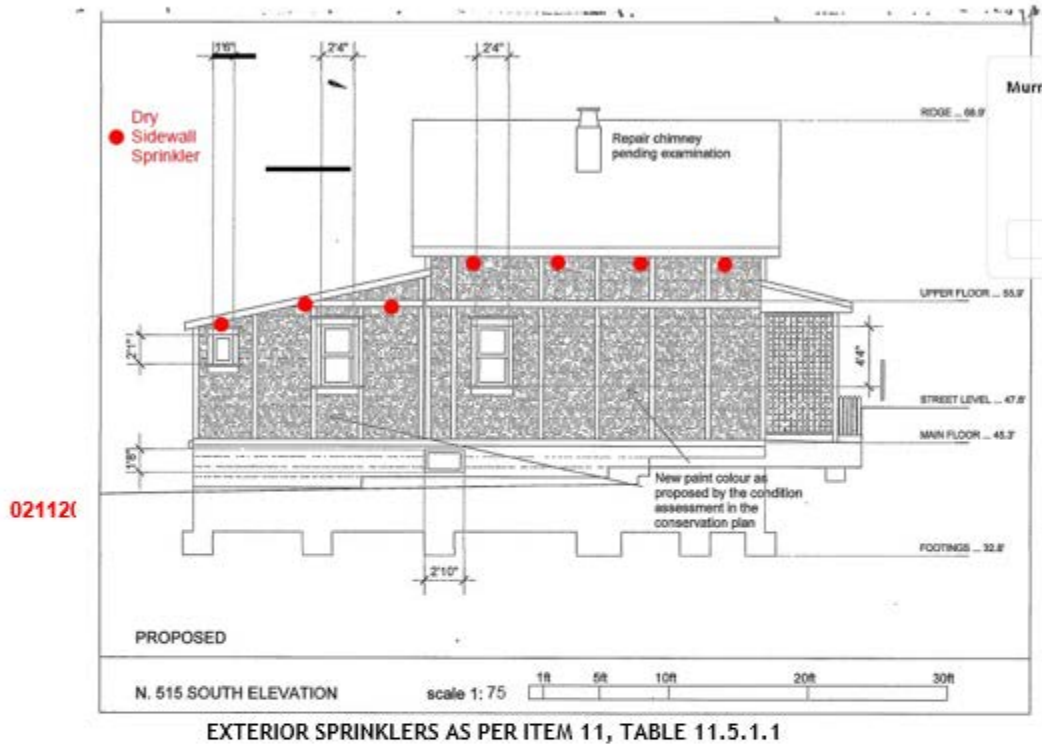 1'6"
2'4"
2'4"
Murr
Dry
Sidewall
Sprinkler
RIDGE ... 66.9'
Repair chimney
pending examination
UPPER FLOOR ... 55.9'
2'1"
4'4"
STREET LEVEL ... 47.8'
MAIN FLOOR ... 45.3'
1'8"
New paint colour as
proposed by the condition
assessment in the
conservation plan
02112(
FOOTINGS ... 32.8'
2'10"
PROPOSED
N. 515 SOUTH ELEVATION
scale 1: 75
1ft 5ft 10ft 20ft 30ft
EXTERIOR SPRINKLERS AS PER ITEM 11, TABLE 11.5.1.1